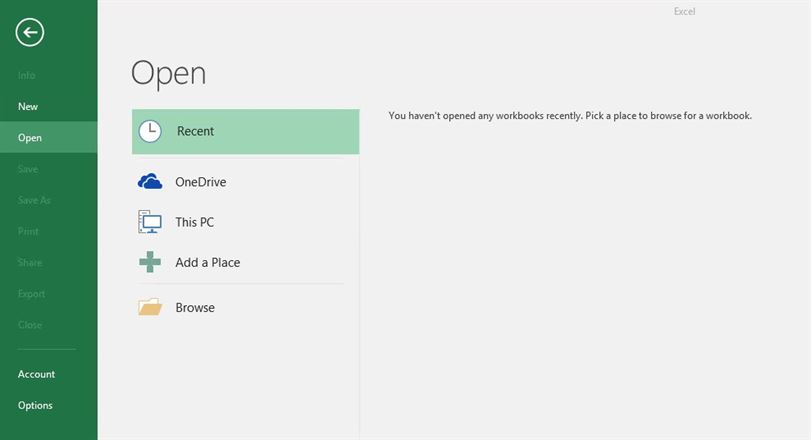 Excel
Info
New
Open
Save
Save As
Print
Share
Export
Close
Account
Options
Open
Recent
OneDrive
This PC
Add a Place
Browse
You haven't opened any workbooks recently. Pick a place to browse for a workbook.